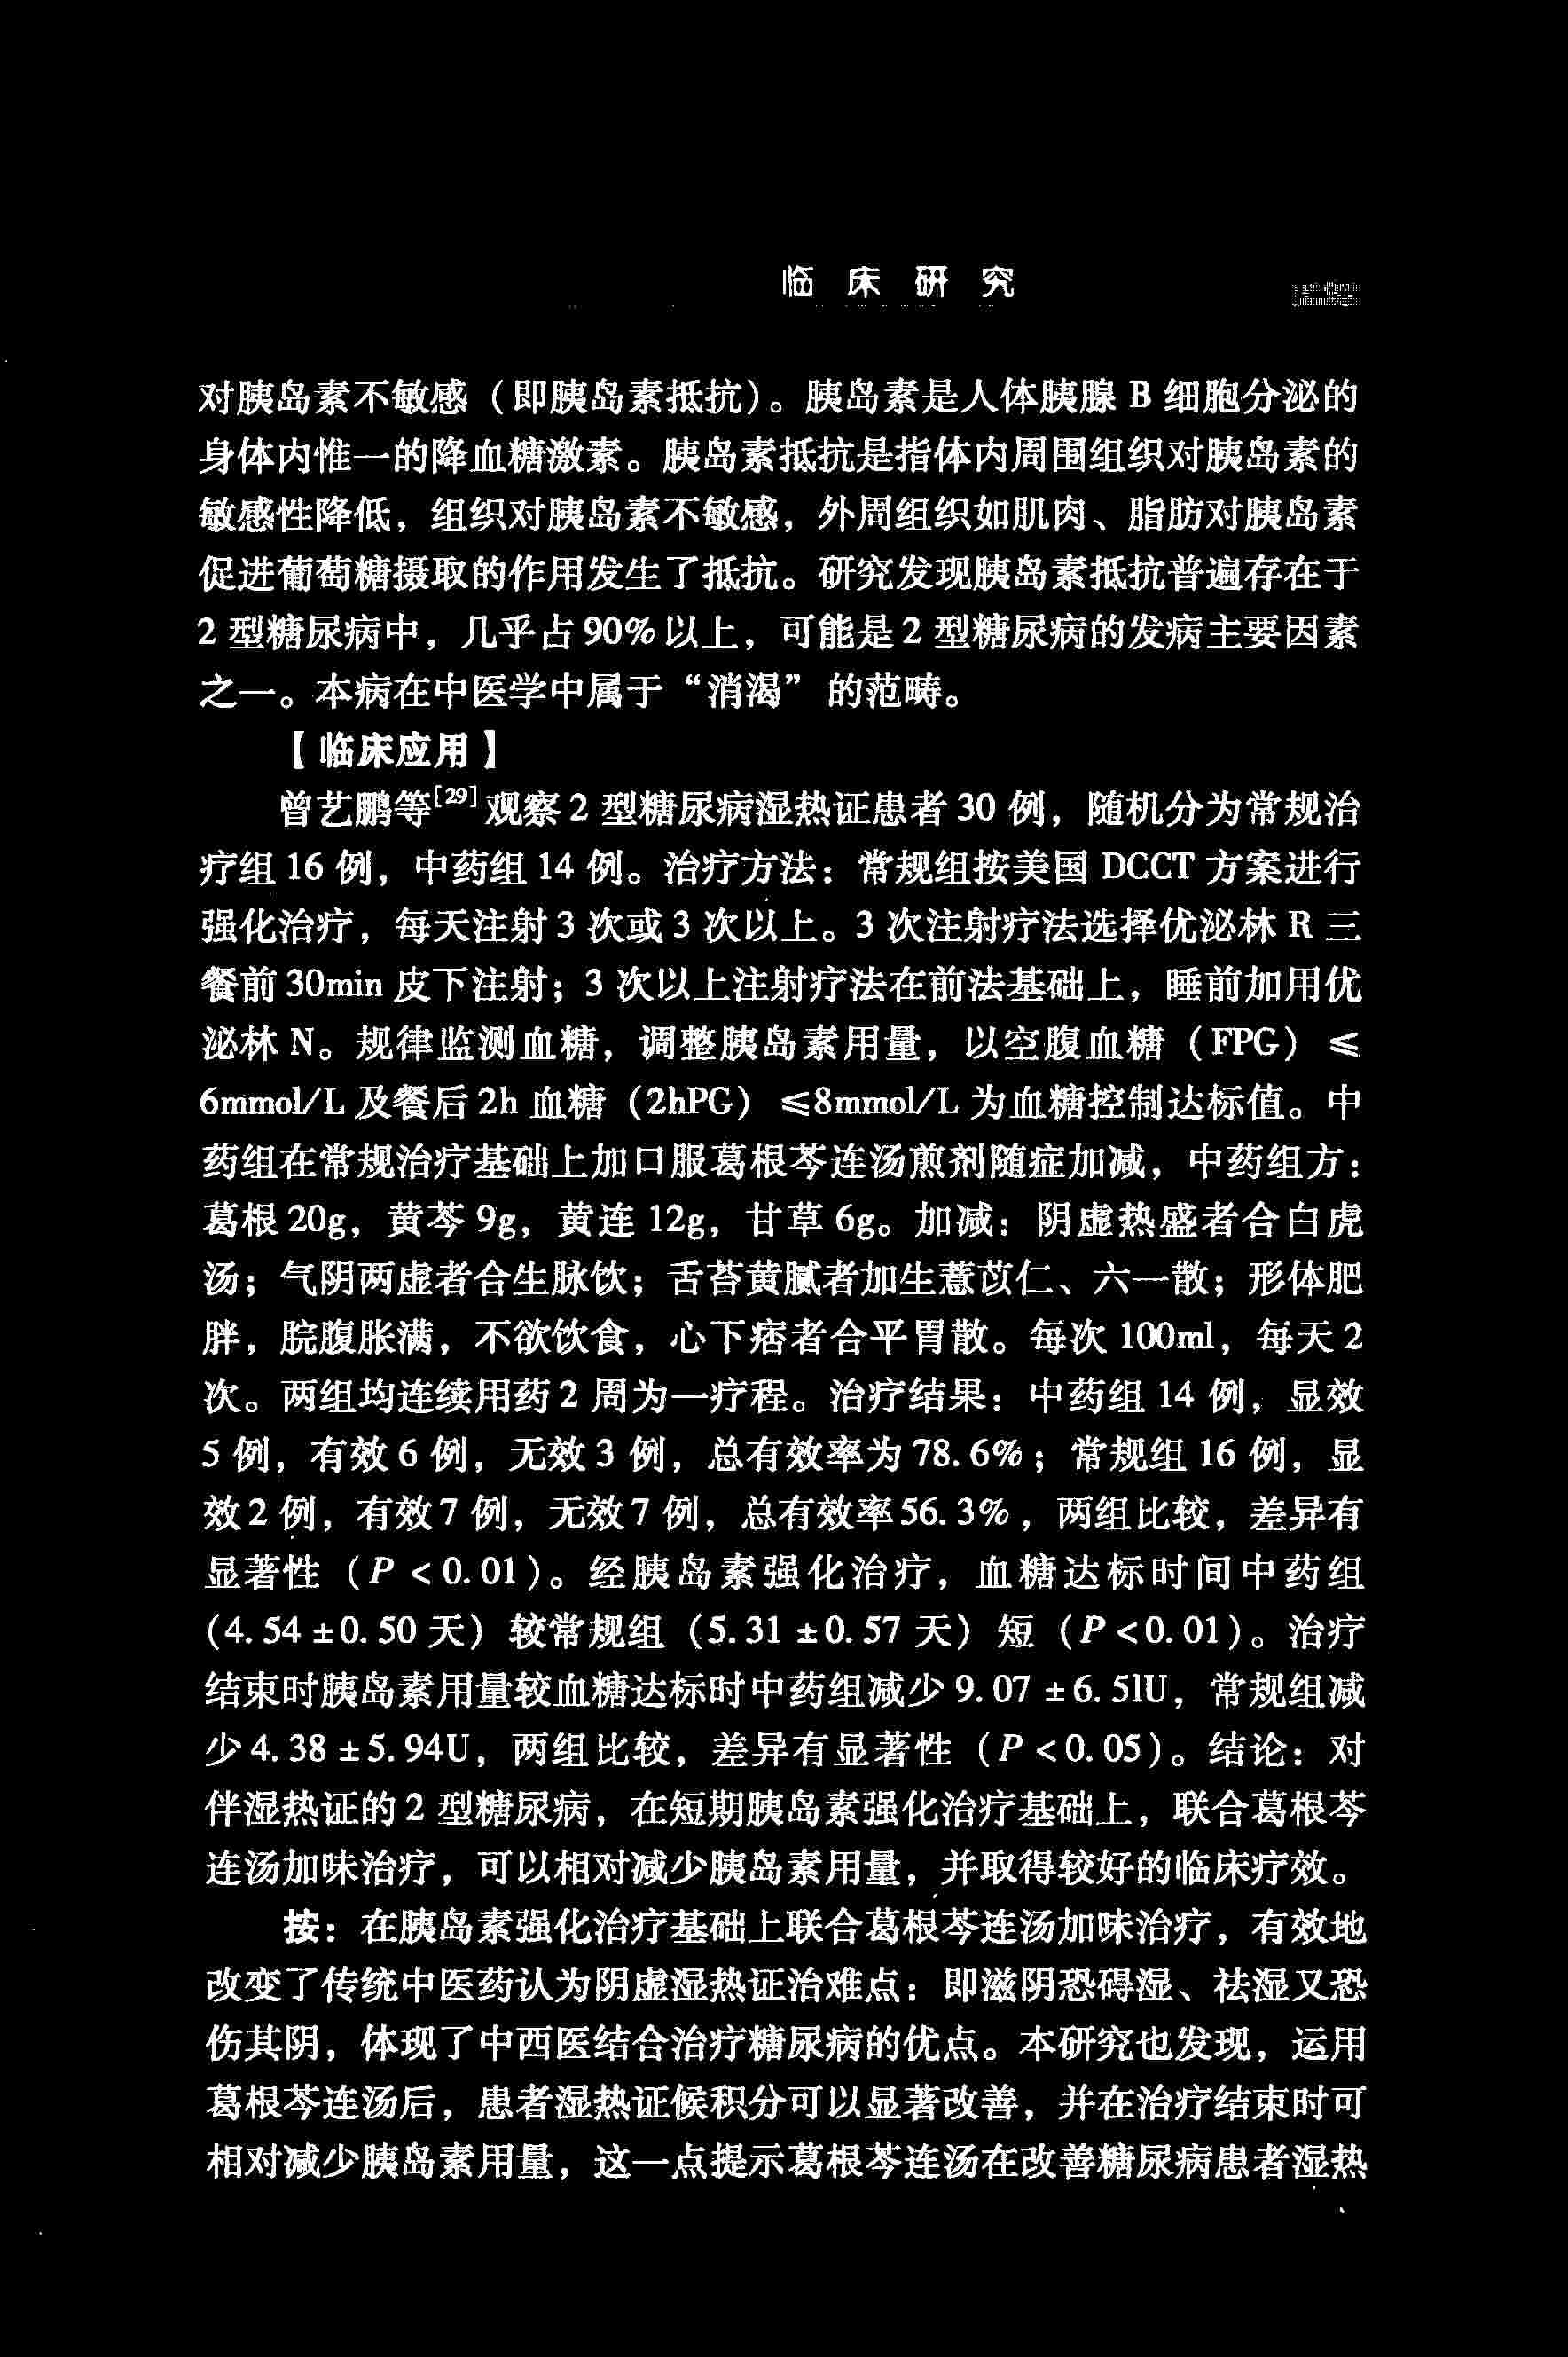 临床研究
对胰岛素不敏感（即胰岛素抵抗）。胰岛素是人体胰腺 B 细胞分泌的
身体内惟一的降血糖激素。胰岛素抵抗是指体内周围组织对胰岛素的
敏感性降低，组织对胰岛素不敏感，外周组织如肌肉、脂肪对胰岛素
促进葡萄糖摄取的作用发生了抵抗。研究发现胰岛素抵抗普遍存在于
2 型糖尿病中，几乎占 90% 以上，可能是 2 型糖尿病的发病主要因素
之一。本病在中医学中属于“消渴”的范畴。
【临床应用】
曾艺鹏等[29]观察 2 型糖尿病湿热证患者 30 例，随机分为常规治
疗组 16 例，中药组 14 例。治疗方法：常规组按美国 DCCT 方案进行
强化治疗，每天注射 3 次或 3 次以上。3 次注射疗法选择优泌林 R 三
餐前 30min 皮下注射；3 次以上注射疗法在前法基础上，睡前加用优
泌林 N。规律监测血糖，调整胰岛素用量，以空腹血糖（FPG）≤
6mmol/L 及餐后 2h 血糖（2hPG）≤8mmol/L 为血糖控制达标值。中
药组在常规治疗基础上加口服葛根芩连汤煎剂随症加减，中药组方：
葛根 20g，黄芩 9g，黄连 12g，甘草 6g。加减：阴虚热盛者合白虎
汤；气阴两虚者合生脉饮；舌苔黄腻者加生薏苡仁、六一散；形体肥
胖，脘腹胀满，不欲饮食，心下痞者合平胃散。每次 100ml，每天 2
次。两组均连续用药 2 周为一疗程。治疗结果：中药组 14 例，显效
5 例，有效 6 例，无效 3 例，总有效率为 78.6%；常规组 16 例，显
效 2 例，有效 7 例，无效 7 例，总有效率 56.3%，两组比较，差异有
显著性（P < 0.01）。经胰岛素强化治疗，血糖达标时间中药组
（4.54 ± 0.50 天）较常规组（5.31 ± 0.57 天）短（P < 0.01）。治疗
结束时胰岛素用量较血糖达标时中药组减少 9.07 ± 6.51U，常规组减
少 4.38 ± 5.94U，两组比较，差异有显著性（P < 0.05）。结论：对
伴湿热证的 2 型糖尿病，在短期胰岛素强化治疗基础上，联合葛根芩
连汤加味治疗，可以相对减少胰岛素用量，并取得较好的临床疗效。
按：在胰岛素强化治疗基础上联合葛根芩连汤加味治疗，有效地
改变了传统中医药认为阴虚湿热证治难点：即滋阴恐碍湿、祛湿又恐
伤其阴，体现了中西医结合治疗糖尿病的优点。本研究也发现，运用
葛根芩连汤后，患者湿热证候积分可以显著改善，并在治疗结束时可
相对减少胰岛素用量，这一点提示葛根芩连汤在改善糖尿病患者湿热